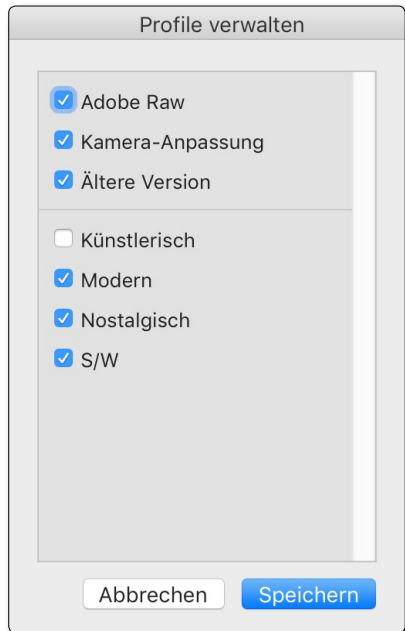 Profile verwalten
Adobe Raw
Kamera-Anpassung
Ältere Version
Künstlerisch
Modern
Nostalgisch
S/W
Abbrechen Speichern